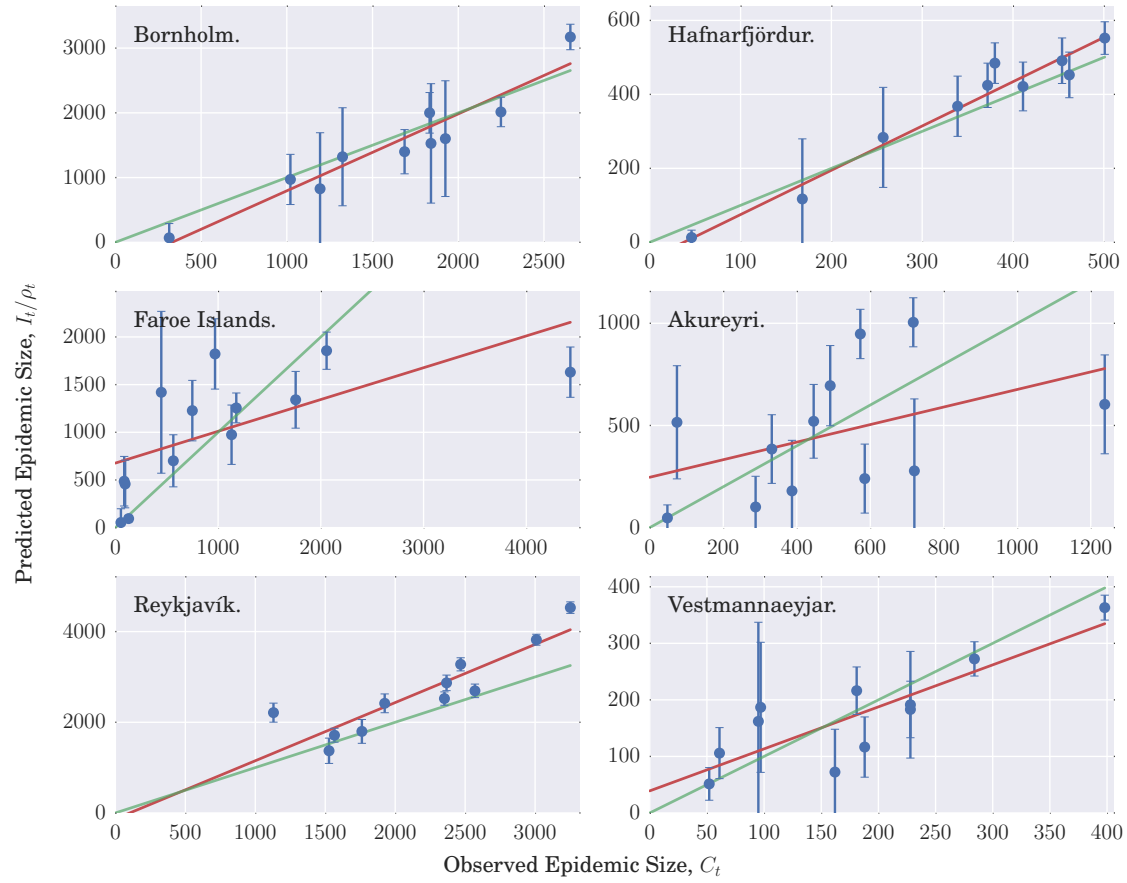 Bornholm.
3000
2000
1000
0
0 500 1000 1500 2000 2500
Hafnarfjördur.
600
400
200
0
0 100 200 300 400 500
Faroe Islands.
2000
1500
1000
500
0
0 1000 2000 3000 4000
Akureyri.
1000
500
0
0 200 400 600 800 1000 1200
Reykjavík.
4000
2000
0
0 500 1000 1500 2000 2500 3000
Vestmannaeyjar.
400
300
200
100
0
0 50 100 150 200 250 300 350 400
Predicted Epidemic Size, I_t/ρ_t
Observed Epidemic Size, C_t